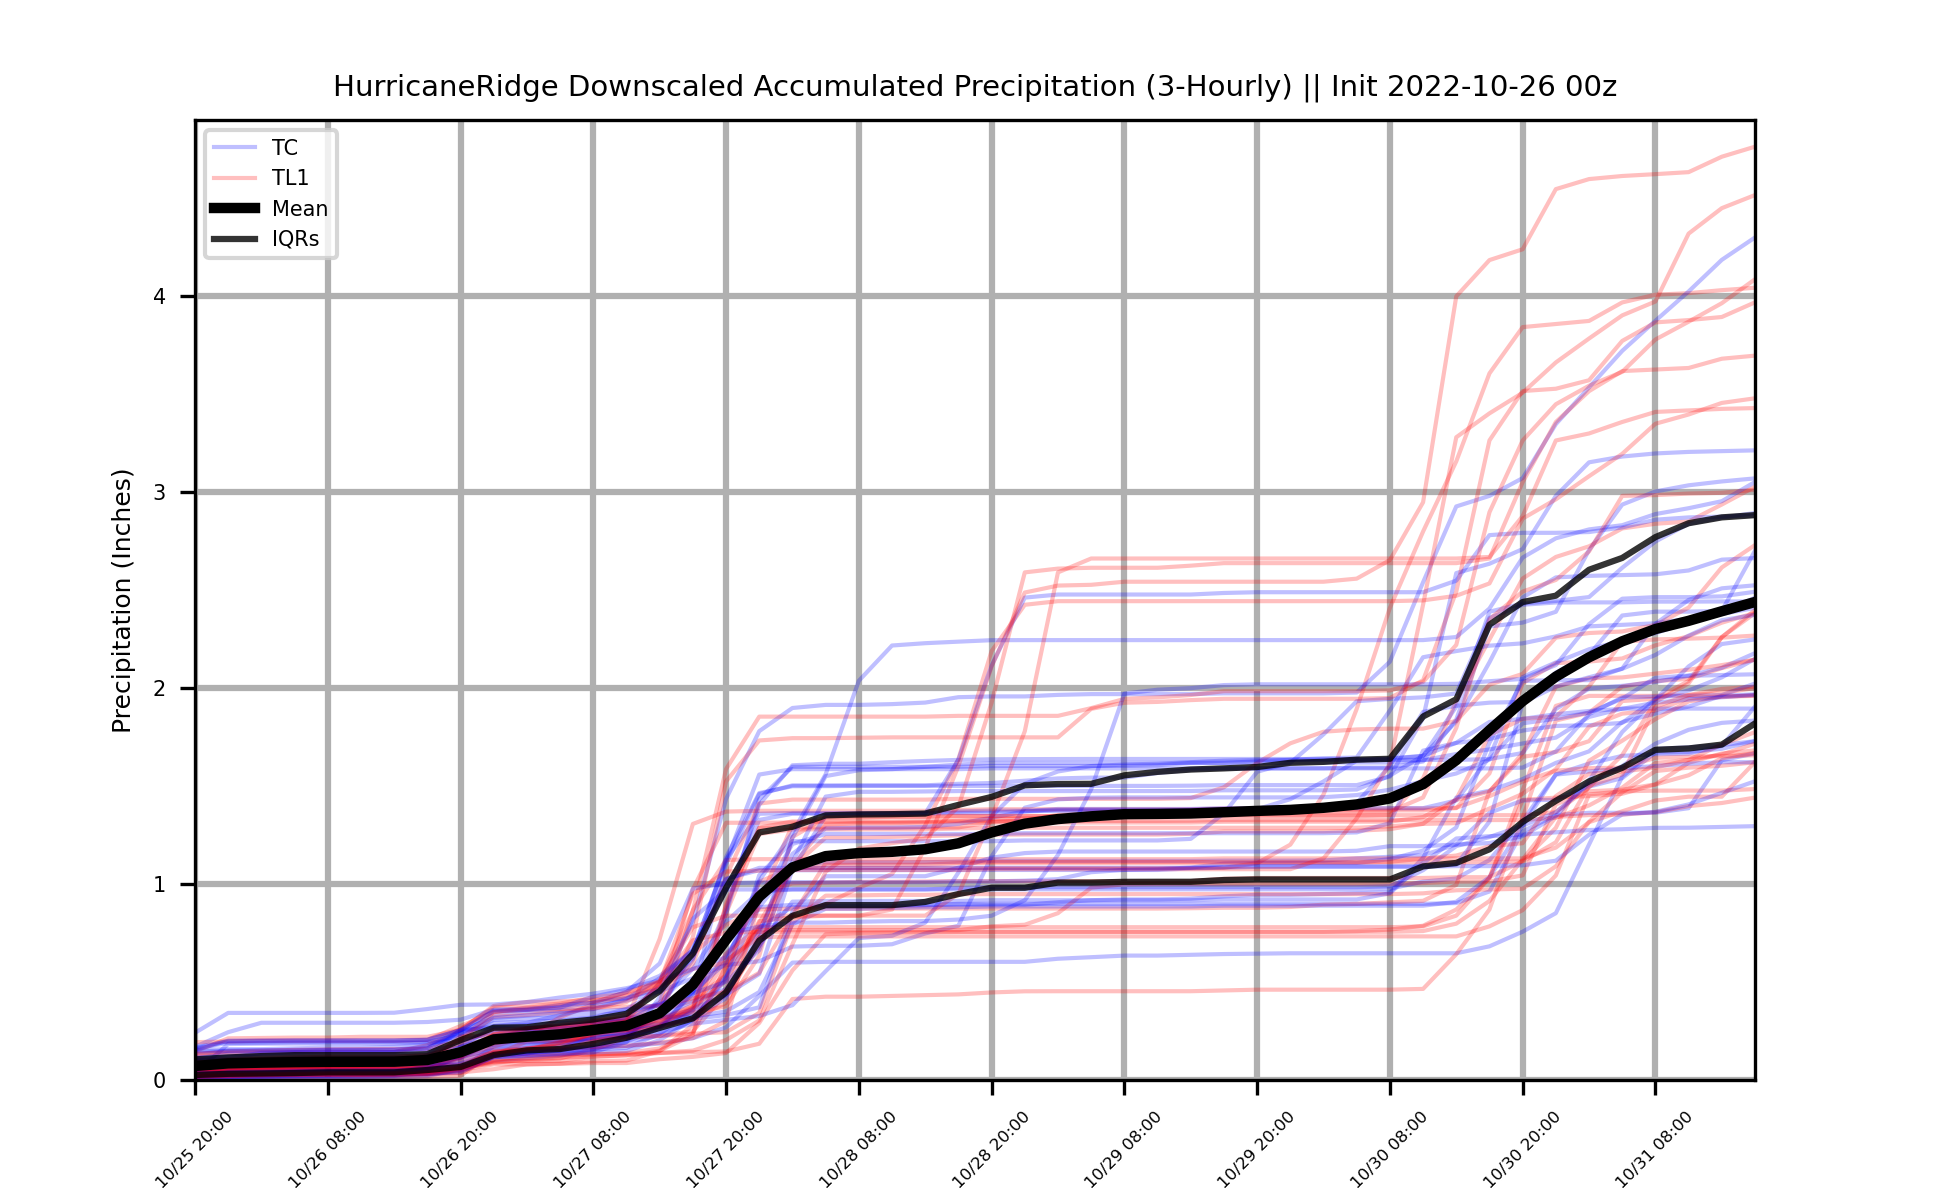 HurricaneRidge Downscaled Accumulated Precipitation (3-Hourly) || Init 2022-10-26 00z
TC
TL1
Mean
IQRs
Precipitation (Inches)
4
3
2
1
0
10/25 20:00
10/26 08:00
10/26 20:00
10/27 08:00
10/27 20:00
10/28 08:00
10/28 20:00
10/29 08:00
10/29 20:00
10/30 08:00
10/30 20:00
10/31 08:00